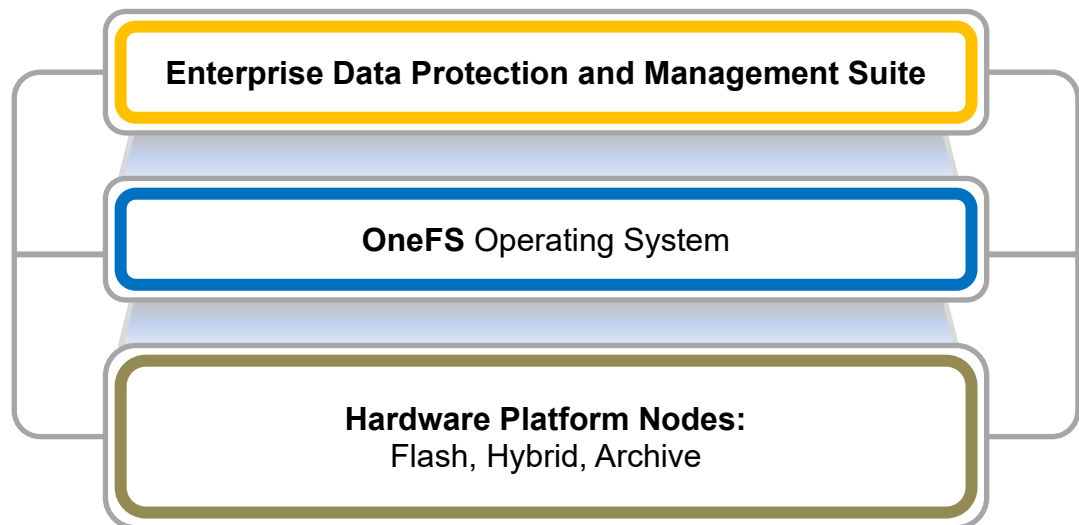 Enterprise Data Protection and Management Suite
OneFS Operating System
Hardware Platform Nodes:
Flash, Hybrid, Archive